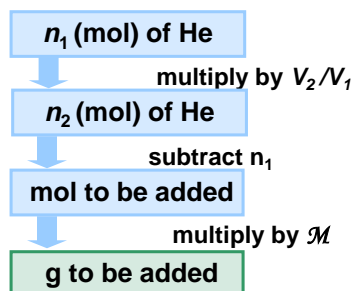 n₁ (mol) of He
multiply by V₂/V₁
n₂ (mol) of He
subtract n₁
mol to be added
multiply by ℳ
g to be added